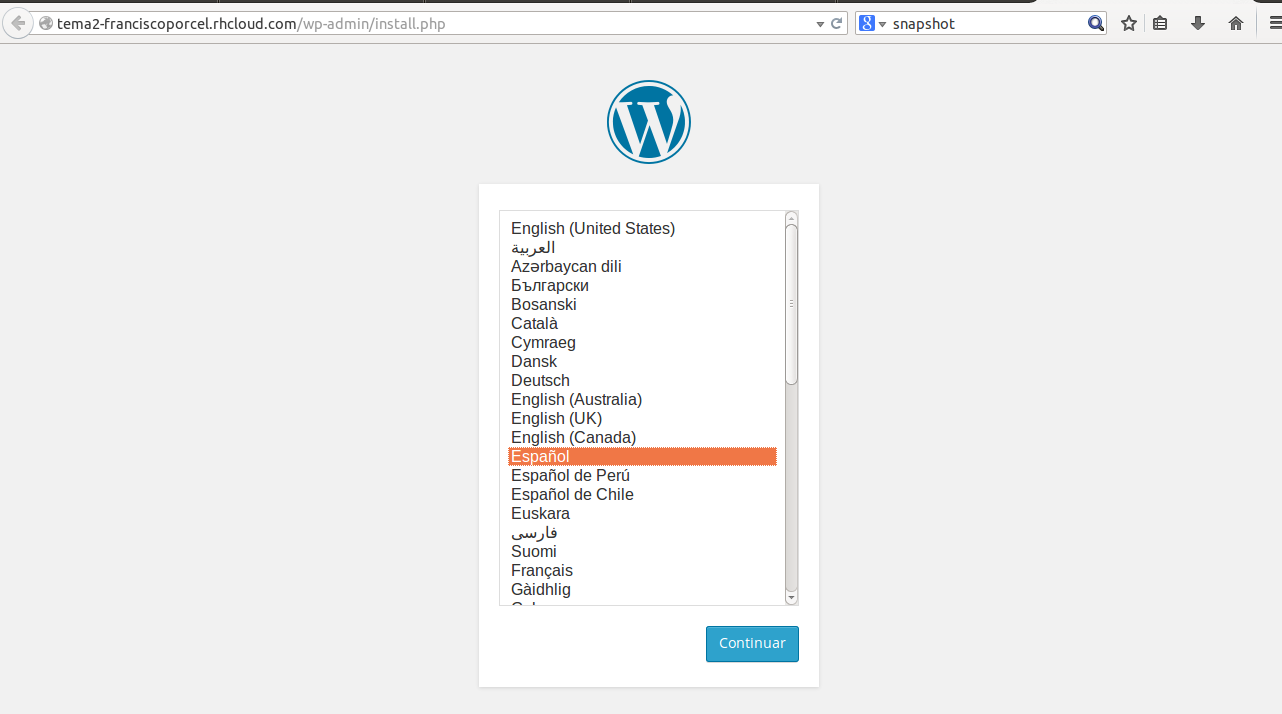 tema2-franciscoporcel.rhcloud.com/wp-admin/install.php
snapshot
English (United States)
العربية
Azərbaycan dili
Български
Bosanski
Català
Cymraeg
Dansk
Deutsch
English (Australia)
English (UK)
English (Canada)
Español
Español de Perú
Español de Chile
Euskara
فارسی
Suomi
Français
Gàidhlig
Continuar